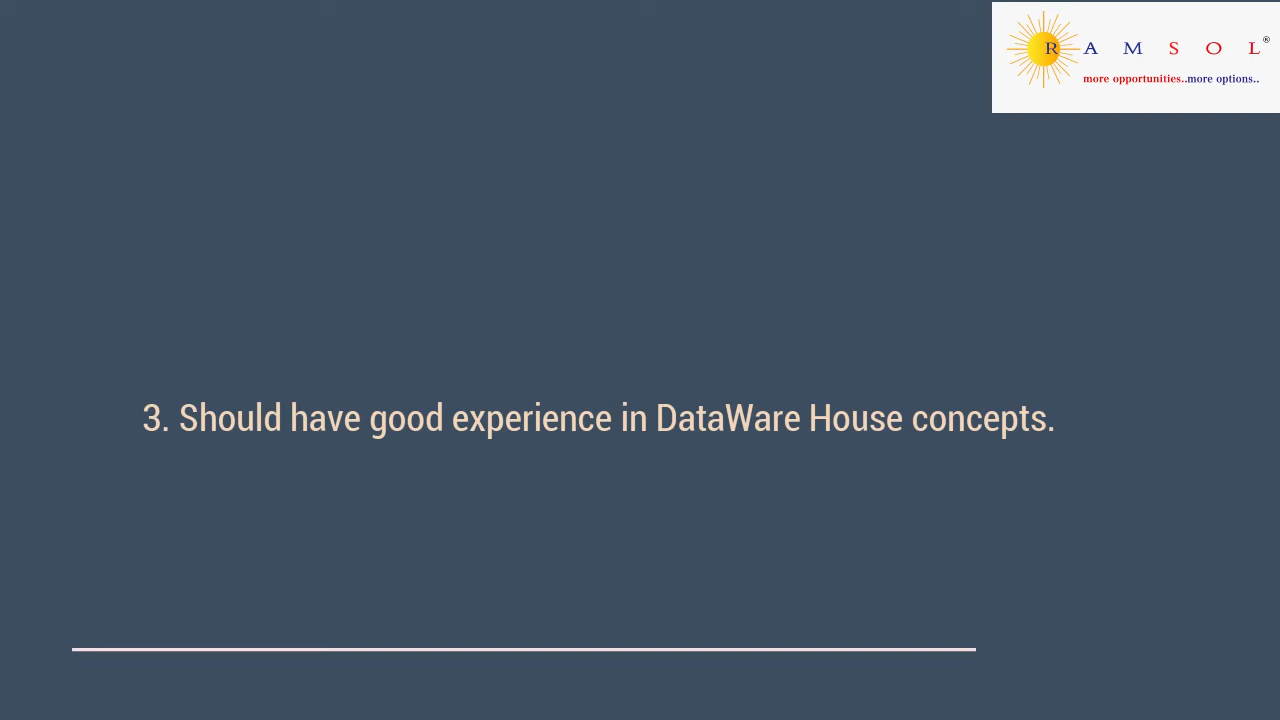 R A M S O L ®
more opportunities..more options..
3. Should have good experience in DataWare House concepts.